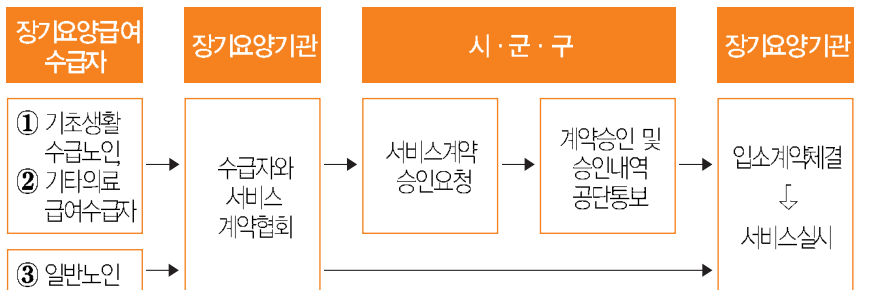 장기요양급여
수급자
장기요양기관
시·군·구
장기요양기관
① 기초생활
수급노인,
② 기타의료
급여수급자
③ 일반노인
수급자와
서비스
계약협회
서비스계약
승인요청
계약승인 및
승인내역
공단통보
입소계약체결
⇩
서비스실시